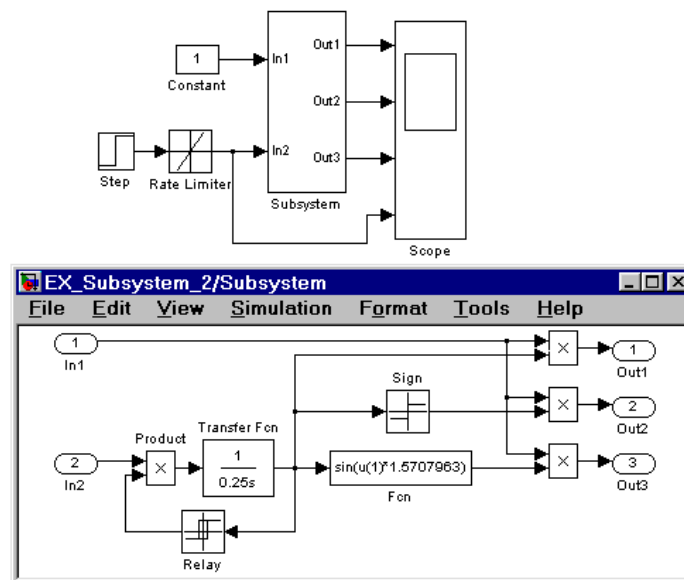 Out1
In1
1
Constant
Out2
In2
Out3
Step
Rate Limiter
Subsystem
Scope
EX_Subsystem_2/Subsystem
File Edit View Simulation Format Tools Help
1
In1
×
1
Out1
Sign
×
2
Out2
Product
Transfer Fcn
2
In2
×
1
0.25s
sin(u(1)*1.5707963)
Fcn
×
3
Out3
Relay